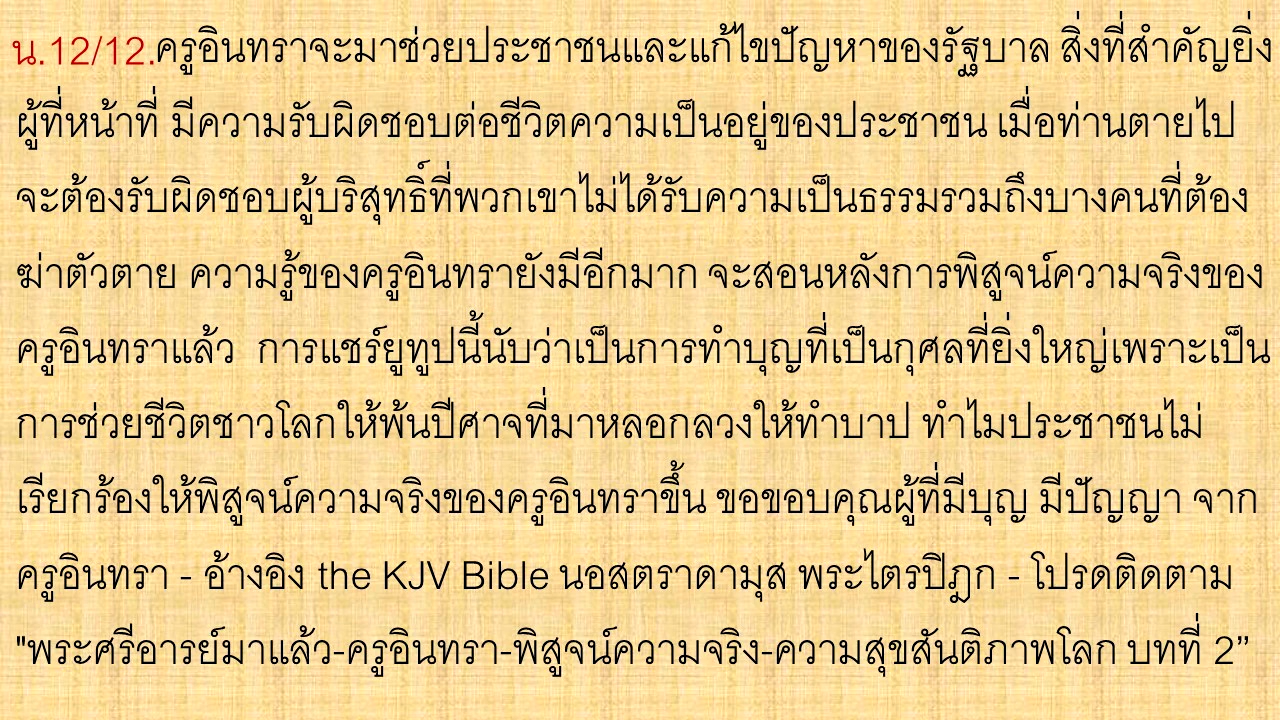 น.12/12.ครูอินทราจะมาช่วยประชาชนและแก้ไขปัญหาของรัฐบาล สิ่งที่สำคัญยิ่ง
ผู้ที่หน้าที่ มีความรับผิดชอบต่อชีวิตความเป็นอยู่ของประชาชน เมื่อท่านตายไป
จะต้องรับผิดชอบผู้บริสุทธิ์ที่พวกเขาไม่ได้รับความเป็นธรรมรวมถึงบางคนที่ต้อง
ฆ่าตัวตาย ความรู้ของครูอินทรายังมีอีกมาก จะสอนหลังการพิสูจน์ความจริงของ
ครูอินทราแล้ว  การแชร์ยูทูปนี้นับว่าเป็นการทำบุญที่เป็นกุศลที่ยิ่งใหญ่เพราะเป็น
การช่วยชีวิตชาวโลกให้พ้นปีศาจที่มาหลอกลวงให้ทำบาป ทำไมประชาชนไม่
เรียกร้องให้พิสูจน์ความจริงของครูอินทราขึ้น ขอขอบคุณผู้ที่มีบุญ มีปัญญา จาก
ครูอินทรา - อ้างอิง the KJV Bible นอสตราดามุส พระไตรปีฎก - โปรดติดตาม
"พระศรีอารย์มาแล้ว-ครูอินทรา-พิสูจน์ความจริง-ความสุขสันติภาพโลก บทที่ 2”